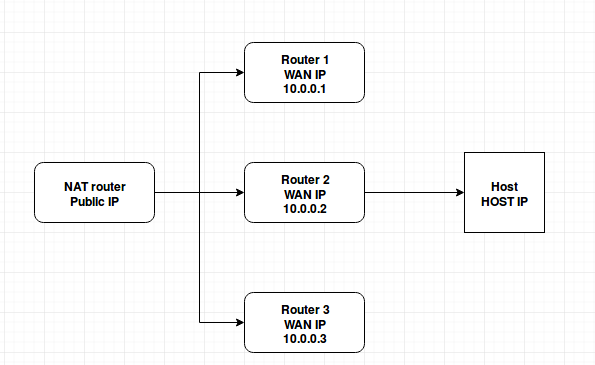 Router 1
WAN IP
10.0.0.1
NAT router
Public IP
Router 2
WAN IP
10.0.0.2
Host
HOST IP
Router 3
WAN IP
10.0.0.3